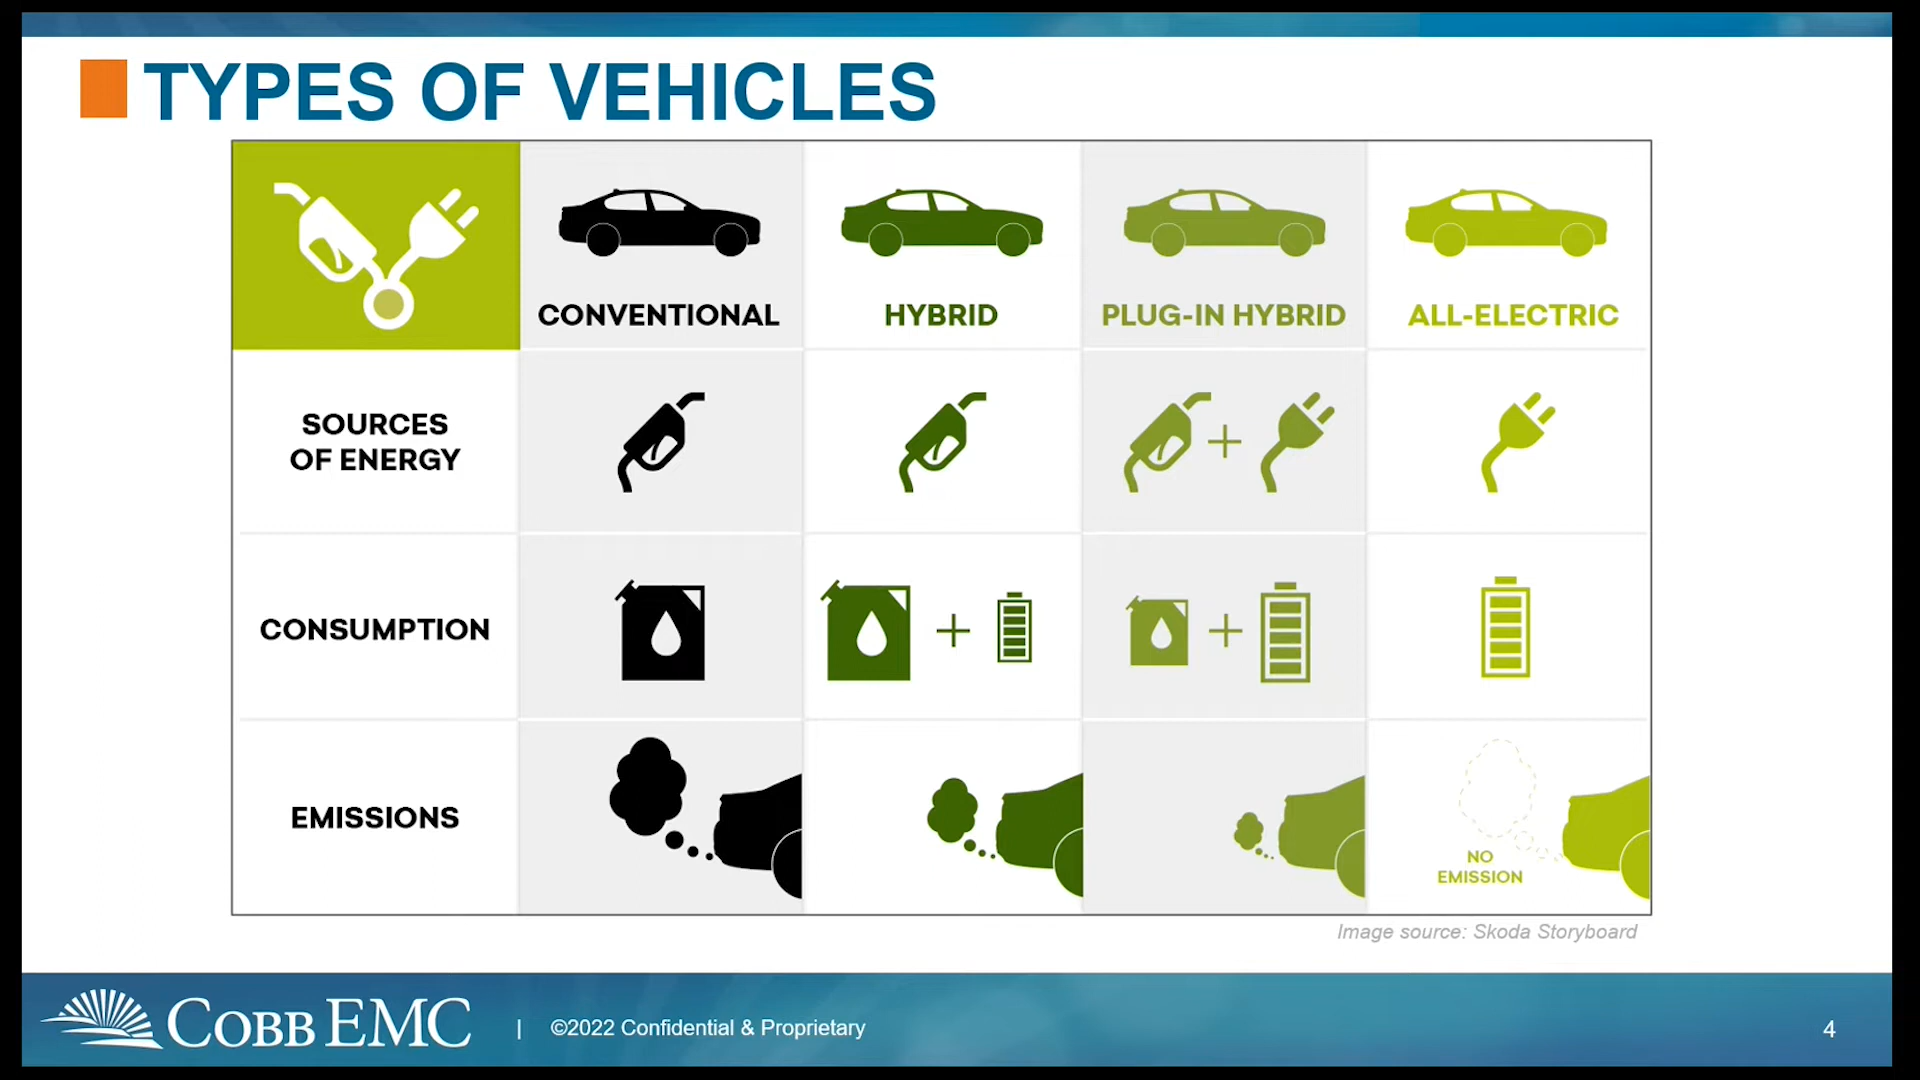 TYPES OF VEHICLES
CONVENTIONAL
HYBRID
PLUG-IN HYBRID
ALL-ELECTRIC
SOURCES
OF ENERGY
CONSUMPTION
EMISSIONS
NO
EMISSION
Image source: Skoda Storyboard
COBB EMC | ©2022 Confidential & Proprietary
4